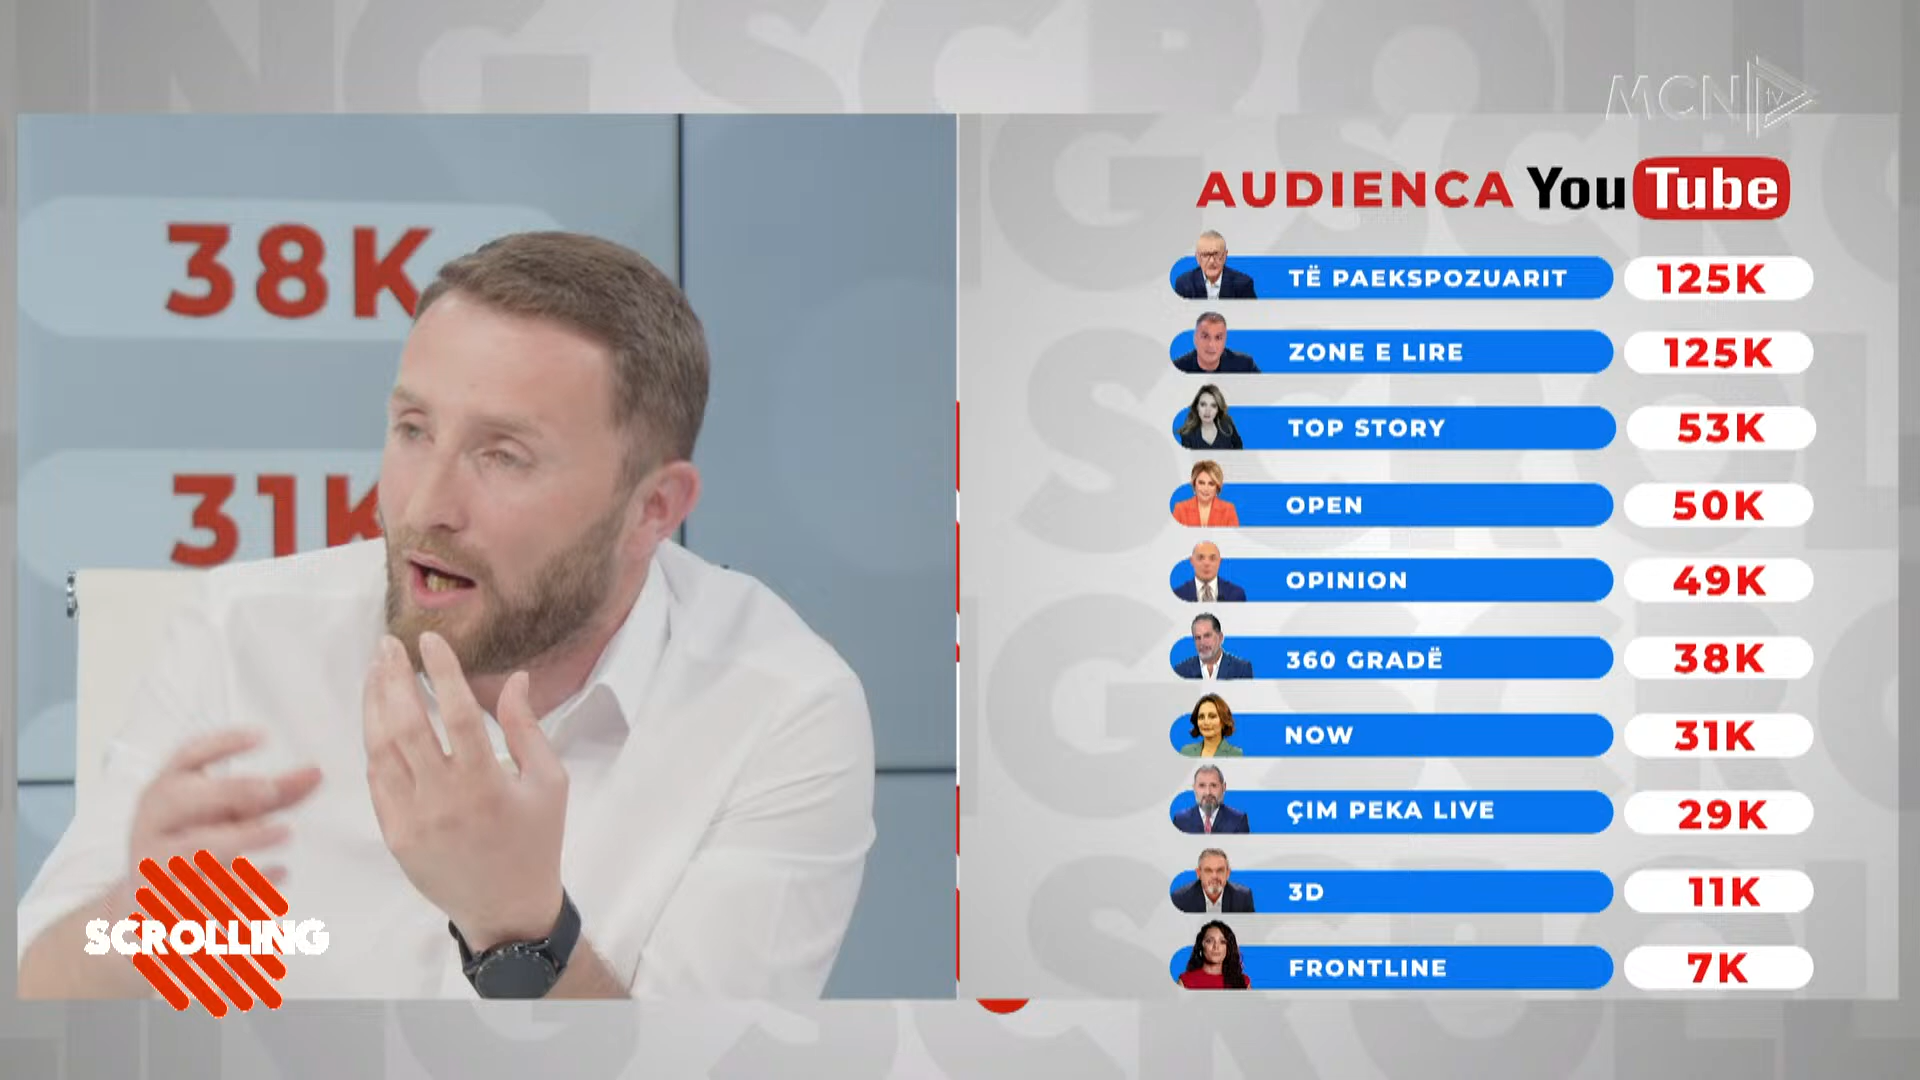 MCN tv
38K
31K
AUDIENCA YouTube
TË PAEKSPOZUARIT 125K
ZONE E LIRE 125K
TOP STORY 53K
OPEN 50K
OPINION 49K
360 GRADË 38K
NOW 31K
ÇIM PEKA LIVE 29K
3D 11K
FRONTLINE 7K
SCROLLING